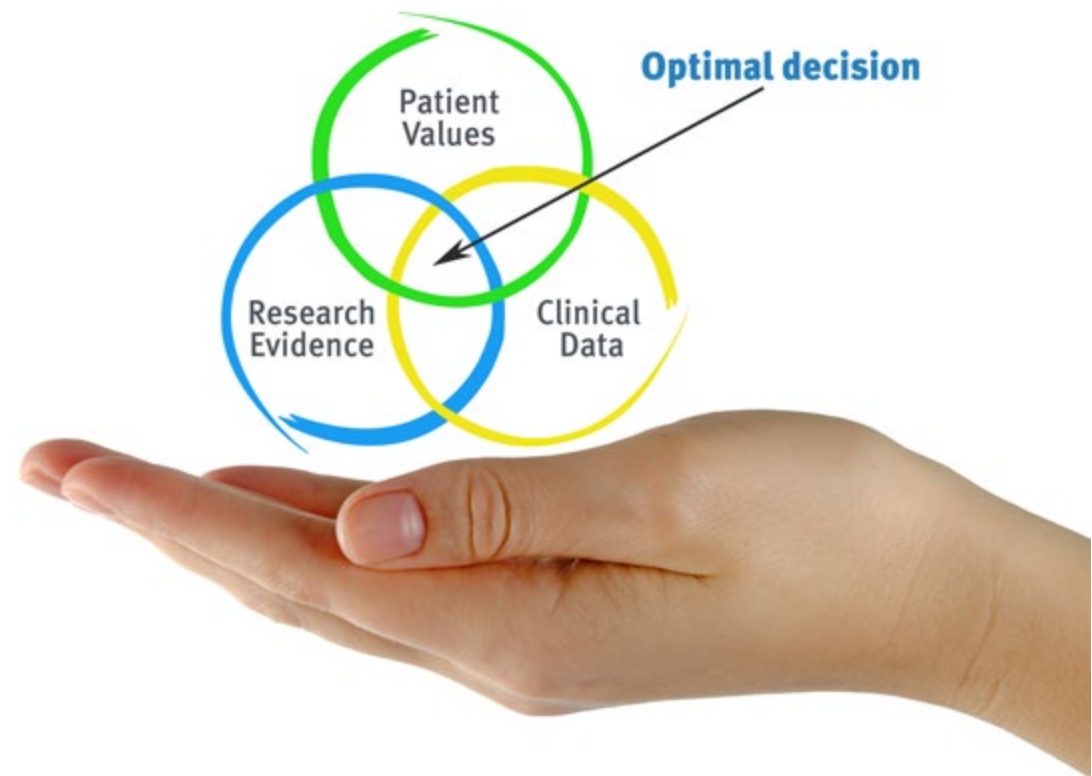 Optimal decision
Patient
Values
Research
Evidence
Clinical
Data